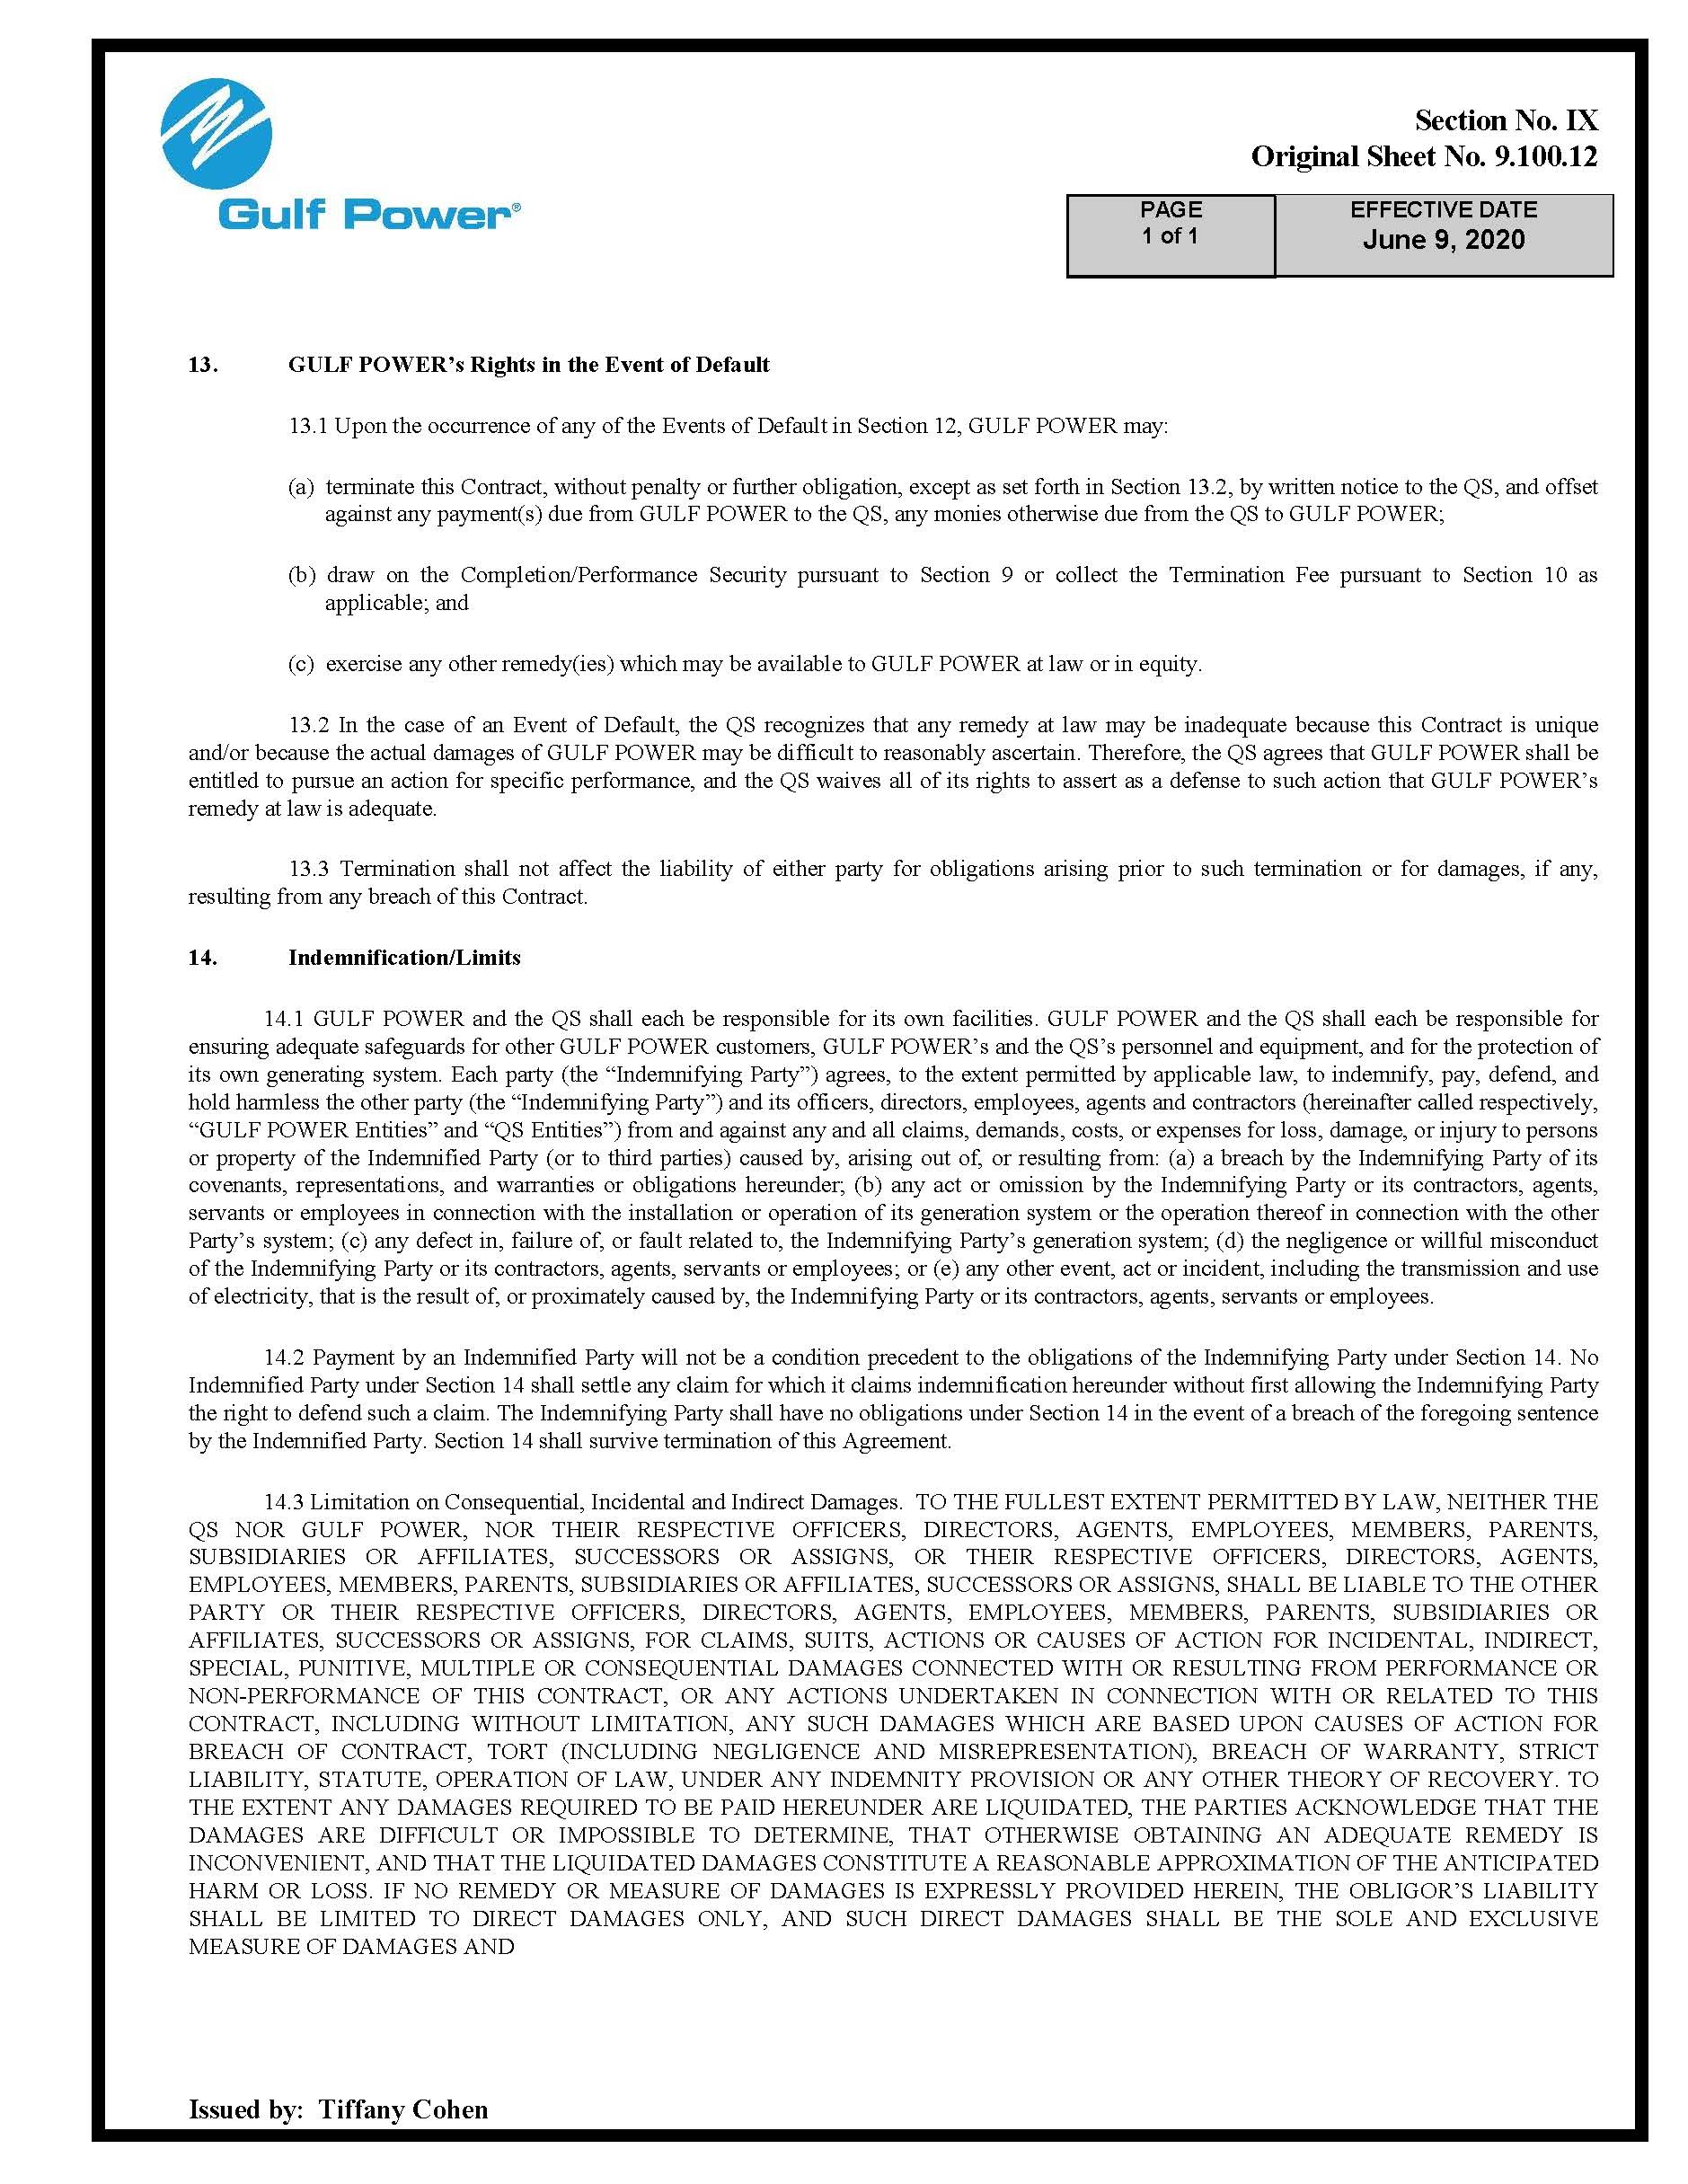 Gulf Power®
Section No. IX
Original Sheet No. 9.100.12
PAGE
1 of 1
EFFECTIVE DATE
June 9, 2020
13. GULF POWER’s Rights in the Event of Default
13.1 Upon the occurrence of any of the Events of Default in Section 12, GULF POWER may:
(a) terminate this Contract, without penalty or further obligation, except as set forth in Section 13.2, by written notice to the QS, and offset
against any payment(s) due from GULF POWER to the QS, any monies otherwise due from the QS to GULF POWER;
(b) draw on the Completion/Performance Security pursuant to Section 9 or collect the Termination Fee pursuant to Section 10 as
applicable; and
(c) exercise any other remedy(ies) which may be available to GULF POWER at law or in equity.
13.2 In the case of an Event of Default, the QS recognizes that any remedy at law may be inadequate because this Contract is unique
and/or because the actual damages of GULF POWER may be difficult to reasonably ascertain. Therefore, the QS agrees that GULF POWER shall be
entitled to pursue an action for specific performance, and the QS waives all of its rights to assert as a defense to such action that GULF POWER’s
remedy at law is adequate.
13.3 Termination shall not affect the liability of either party for obligations arising prior to such termination or for damages, if any,
resulting from any breach of this Contract.
14. Indemnification/Limits
14.1 GULF POWER and the QS shall each be responsible for its own facilities. GULF POWER and the QS shall each be responsible for
ensuring adequate safeguards for other GULF POWER customers, GULF POWER’s and the QS’s personnel and equipment, and for the protection of
its own generating system. Each party (the “Indemnifying Party”) agrees, to the extent permitted by applicable law, to indemnify, pay, defend, and
hold harmless the other party (the “Indemnifying Party”) and its officers, directors, employees, agents and contractors (hereinafter called respectively,
“GULF POWER Entities” and “QS Entities”) from and against any and all claims, demands, costs, or expenses for loss, damage, or injury to persons
or property of the Indemnified Party (or to third parties) caused by, arising out of, or resulting from: (a) a breach by the Indemnifying Party of its
covenants, representations, and warranties or obligations hereunder; (b) any act or omission by the Indemnifying Party or its contractors, agents,
servants or employees in connection with the installation or operation of its generation system or the operation thereof in connection with the other
Party’s system; (c) any defect in, failure of, or fault related to, the Indemnifying Party’s generation system; (d) the negligence or willful misconduct
of the Indemnifying Party or its contractors, agents, servants or employees; or (e) any other event, act or incident, including the transmission and use
of electricity, that is the result of, or proximately caused by, the Indemnifying Party or its contractors, agents, servants or employees.
14.2 Payment by an Indemnified Party will not be a condition precedent to the obligations of the Indemnifying Party under Section 14. No
Indemnified Party under Section 14 shall settle any claim for which it claims indemnification hereunder without first allowing the Indemnifying Party
the right to defend such a claim. The Indemnifying Party shall have no obligations under Section 14 in the event of a breach of the foregoing sentence
by the Indemnified Party. Section 14 shall survive termination of this Agreement.
14.3 Limitation on Consequential, Incidental and Indirect Damages. TO THE FULLEST EXTENT PERMITTED BY LAW, NEITHER THE
QS NOR GULF POWER, NOR THEIR RESPECTIVE OFFICERS, DIRECTORS, AGENTS, EMPLOYEES, MEMBERS, PARENTS,
SUBSIDIARIES OR AFFILIATES, SUCCESSORS OR ASSIGNS, OR THEIR RESPECTIVE OFFICERS, DIRECTORS, AGENTS,
EMPLOYEES, MEMBERS, PARENTS, SUBSIDIARIES OR AFFILIATES, SUCCESSORS OR ASSIGNS, SHALL BE LIABLE TO THE OTHER
PARTY OR THEIR RESPECTIVE OFFICERS, DIRECTORS, AGENTS, EMPLOYEES, MEMBERS, PARENTS, SUBSIDIARIES OR
AFFILIATES, SUCCESSORS OR ASSIGNS, FOR CLAIMS, SUITS, ACTIONS OR CAUSES OF ACTION FOR INCIDENTAL, INDIRECT,
SPECIAL, PUNITIVE, MULTIPLE OR CONSEQUENTIAL DAMAGES CONNECTED WITH OR RESULTING FROM PERFORMANCE OR
NON-PERFORMANCE OF THIS CONTRACT, OR ANY ACTIONS UNDERTAKEN IN CONNECTION WITH OR RELATED TO THIS
CONTRACT, INCLUDING WITHOUT LIMITATION, ANY SUCH DAMAGES WHICH ARE BASED UPON CAUSES OF ACTION FOR
BREACH OF CONTRACT, TORT (INCLUDING NEGLIGENCE AND MISREPRESENTATION), BREACH OF WARRANTY, STRICT
LIABILITY, STATUTE, OPERATION OF LAW, UNDER ANY INDEMNITY PROVISION OR ANY OTHER THEORY OF RECOVERY. TO
THE EXTENT ANY DAMAGES REQUIRED TO BE PAID HEREUNDER ARE LIQUIDATED, THE PARTIES ACKNOWLEDGE THAT THE
DAMAGES ARE DIFFICULT OR IMPOSSIBLE TO DETERMINE, THAT OTHERWISE OBTAINING AN ADEQUATE REMEDY IS
INCONVENIENT, AND THAT THE LIQUIDATED DAMAGES CONSTITUTE A REASONABLE APPROXIMATION OF THE ANTICIPATED
HARM OR LOSS. IF NO REMEDY OR MEASURE OF DAMAGES IS EXPRESSLY PROVIDED HEREIN, THE OBLIGOR’S LIABILITY
SHALL BE LIMITED TO DIRECT DAMAGES ONLY, AND SUCH DIRECT DAMAGES SHALL BE THE SOLE AND EXCLUSIVE
MEASURE OF DAMAGES AND
Issued by: Tiffany Cohen